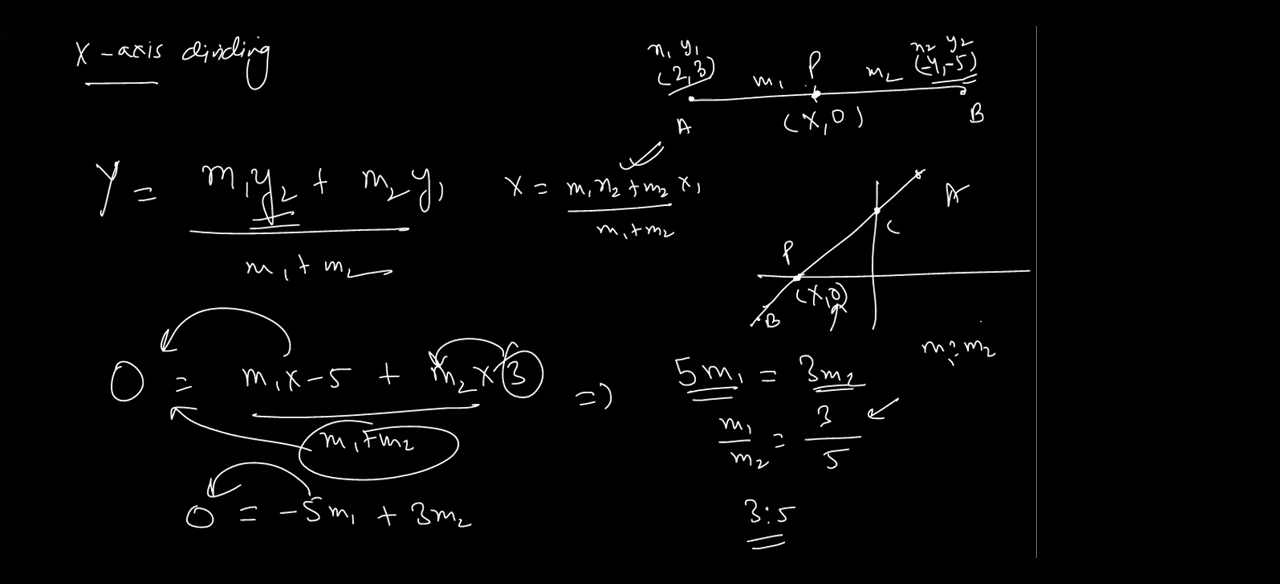 X-axis dividing
x₁ y₁
(2,3)
m₁ P m₂
x₂ y₂
(-4,-5)
A (X,0) B
Y = m₁y₂ + m₂y₁ / m₁+m₂
X = m₁x₂+m₂x₁ / m₁+m₂
A
C
P
(X,0)
B
m₁:m₂
0 = m₁x-5 + m₂x3 / m₁+m₂ =>
5m₁ = 3m₂
m₁/m₂ = 3/5
0 = -5m₁ + 3m₂
3:5